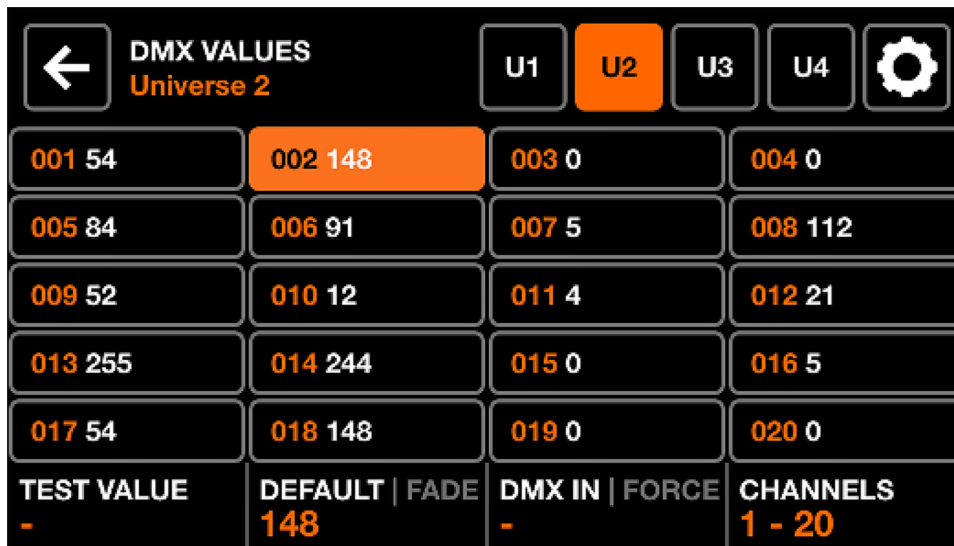 DMX VALUES
Universe 2
U1 U2 U3 U4
001 54 002 148 003 0 004 0
005 84 006 91 007 5 008 112
009 52 010 12 011 4 012 21
013 255 014 244 015 0 016 5
017 54 018 148 019 0 020 0
TEST VALUE DEFAULT | FADE DMX IN | FORCE CHANNELS
- 148 - 1 - 20